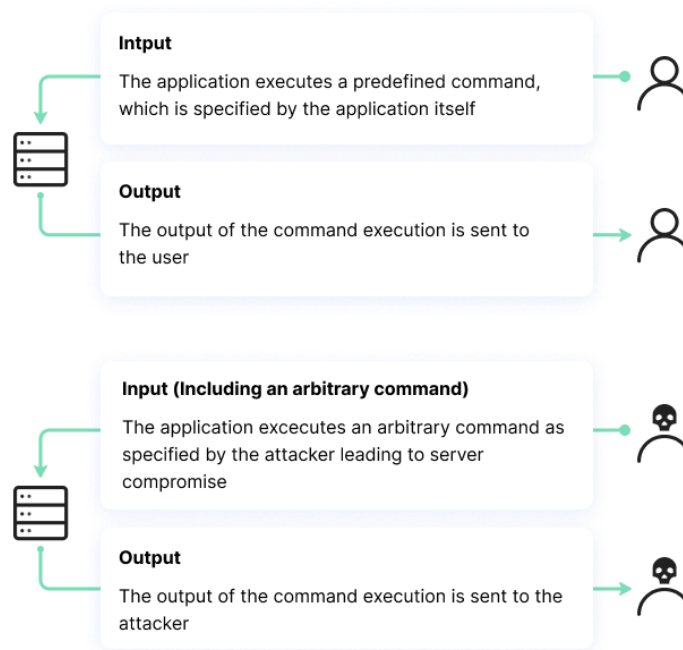 Intput
The application executes a predefined command,
which is specified by the application itself
Output
The output of the command execution is sent to
the user
Input (Including an arbitrary command)
The application excecutes an arbitrary command as
specified by the attacker leading to server
compromise
Output
The output of the command execution is sent to the
attacker